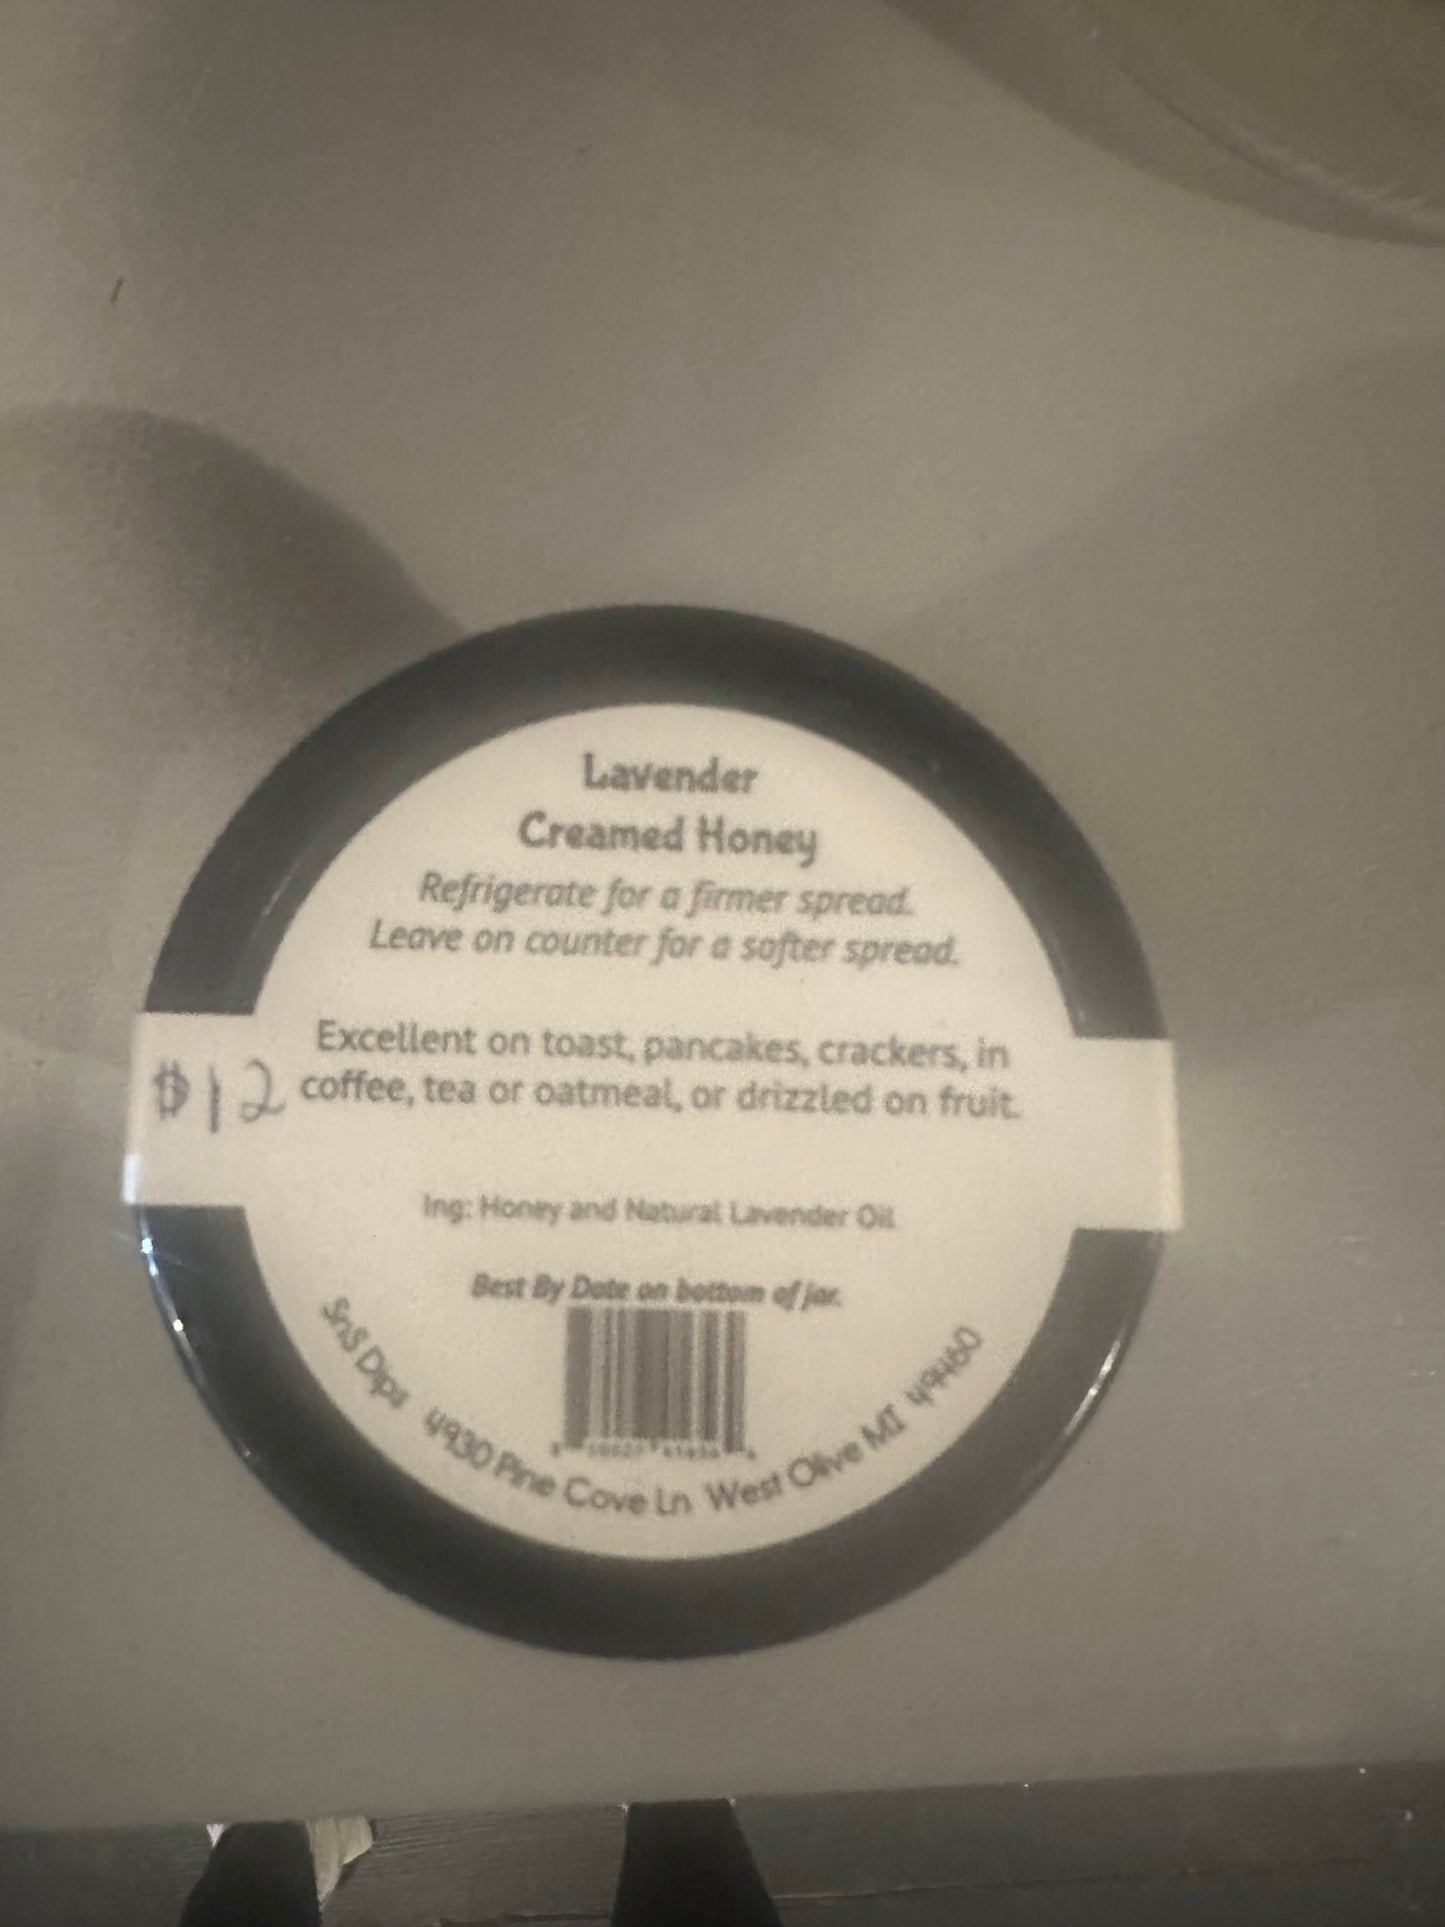 Lavender
Creamed Honey
Refrigerate for a firmer spread.
Leave on counter for a softer spread.
Excellent on toast, pancakes, crackers, in
coffee, tea or oatmeal, or drizzled on fruit.
$12
Ing: Honey and Natural Lavender Oil
Best By Date on bottom of jar.
SnS Dips 4930 Pine Cove Ln West Olive MI 49460